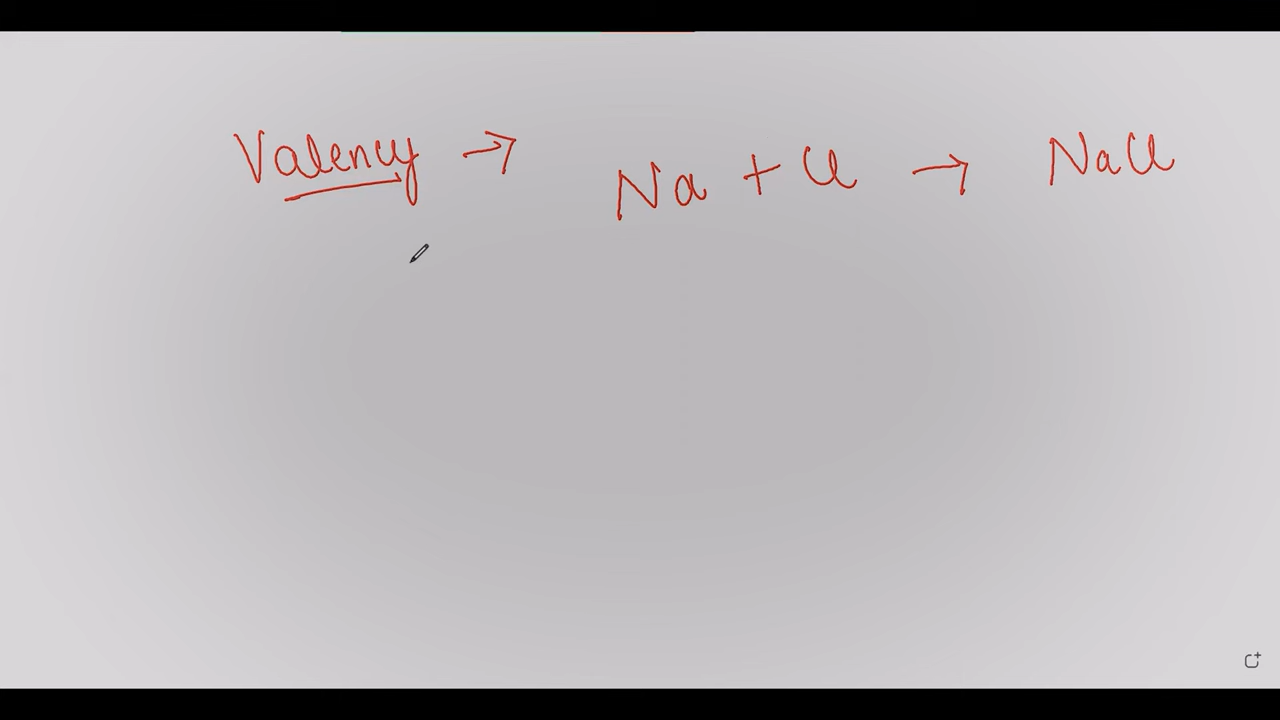 Valency → Na + Cl → NaCl